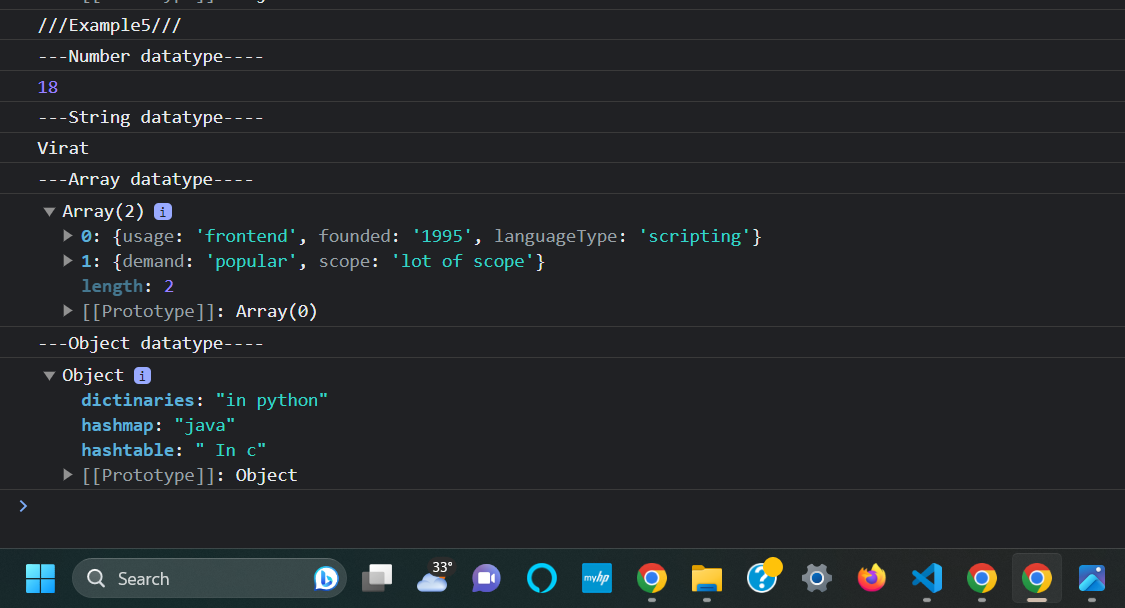 ///Example5///
---Number datatype----
18
---String datatype----
Virat
---Array datatype----
Array(2) i
0: {usage: 'frontend', founded: '1995', languageType: 'scripting'}
1: {demand: 'popular', scope: 'lot of scope'}
length: 2
[[Prototype]]: Array(0)
---Object datatype----
Object i
dictinaries: "in python"
hashmap: "java"
hashtable: " In c"
[[Prototype]]: Object
Search
33°
myhp